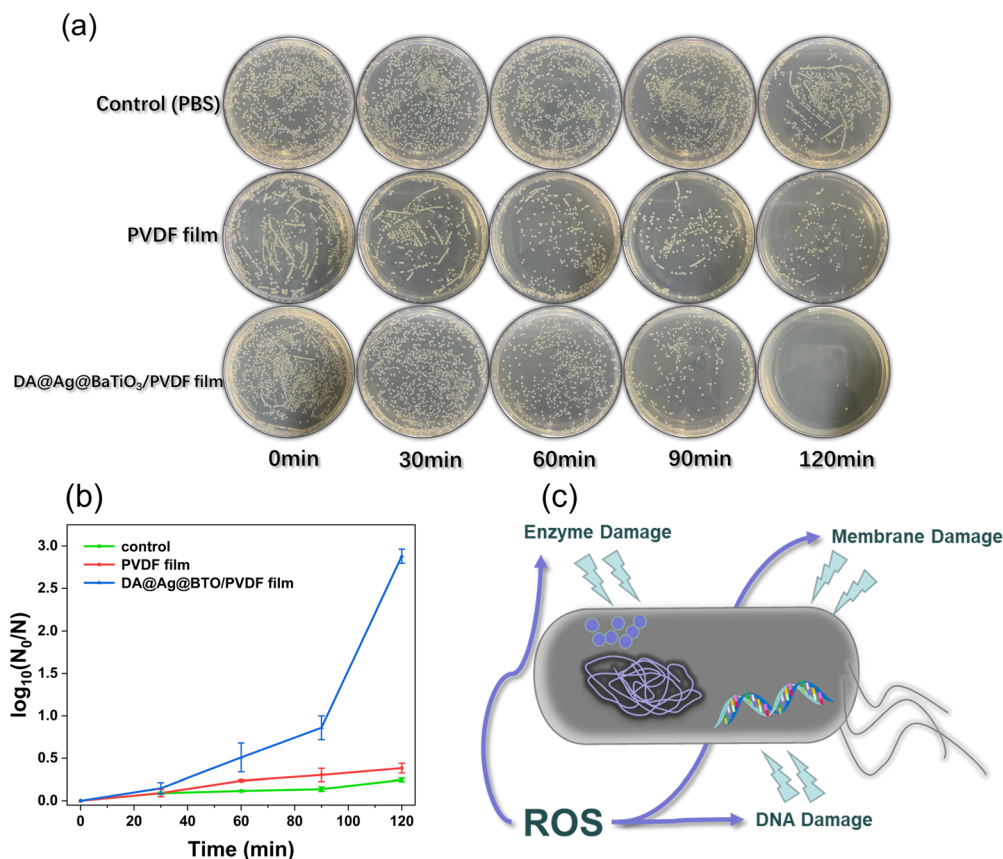 (a)
Control (PBS)
PVDF film
DA@Ag@BaTiO₃/PVDF film
0min 30min 60min 90min 120min
(b)
control
PVDF film
DA@Ag@BTO/PVDF film
log₁₀(N₀/N)
3.0
2.5
2.0
1.5
1.0
0.5
0.0
0 20 40 60 80 100 120
Time (min)
(c)
Enzyme Damage
Membrane Damage
ROS
DNA Damage